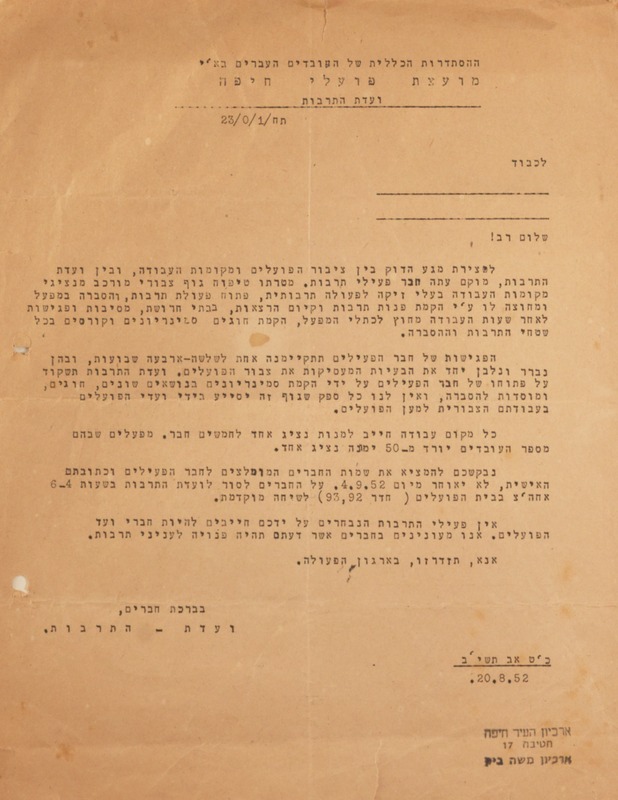 ההסתדרות הכללית של העובדים העברים בא"י
מועצת פועלי חיפה
ועדת התרבות
תח/23/0/1
לכבוד
שלום רב!
ליצירת מגע הדוק בין ציבור הפועלים ומקומות העבודה, ובין ועדת
התרבות, מוקם עתה חבר פעילי תרבות. מטרתו טיפוח גוף צבורי מורכב מנציגי
מקומות העבודה בעלי זיקה לפעולה תרבותית, פתוח פעולת תרבות, והסברה במפעל
ומחוצה לו ע"י הקמת פנות תרבות וקיום הרצאות, בבתי חרושת, מסיבות ופגישות
לאחר שעות העבודה מחוץ לכתלי המפעל, הקמת חוגים סמינריונים וקורסים בכל
שטחי התרבות וההסברה.
הפגישות של חבר הפעילים תתקיימנה אחת לשלשה-ארבעה שבועות, ובהן
נברר ונלבן יחד את הבעיות המעסיקות את צבור הפועלים. ועדת התרבות תשקוד
על פתוחו של חבר הפעילים על ידי הקמת סמינריונים בנושאים שונים, חוגים,
ומוסדות להסברה, ואין לנו כל ספק שגוף זה יסייע בידי ועדי הפועלים
בעבודתם הצבורית למען הפועלים.
כל מקום עבודה חייב למנות נציג אחד לחמשים חבר. מפעלים שבהם
מספר העובדים יורד מ-50 ימנה נציג אחד.
נבקשכם להמציא את שמות החברים המומלצים לחבר הפעילים וכתובתם
האישית, לא יאוחר מיום 4.9.52. על החברים לסור לועדת התרבות בשעות 6-4
אחה"צ בבית הפועלים ( חדר 93,92) לשיחה מוקדמת.
אין פעילי התרבות הנבחרים על ידכם חייבים להיות חברי ועד
הפועלים. אנו מעונינים בחברים אשר דעתם תהיה פנויה לעניני תרבות.
אנא, תזדרזו, בארגון הפעולה.
בברכת חברים,
ועדת - התרבות.
כ"ט אב תשי"ב
20.8.52.
ארכיון העיר חיפה
חטיבת 17
ארכיון משה ביק